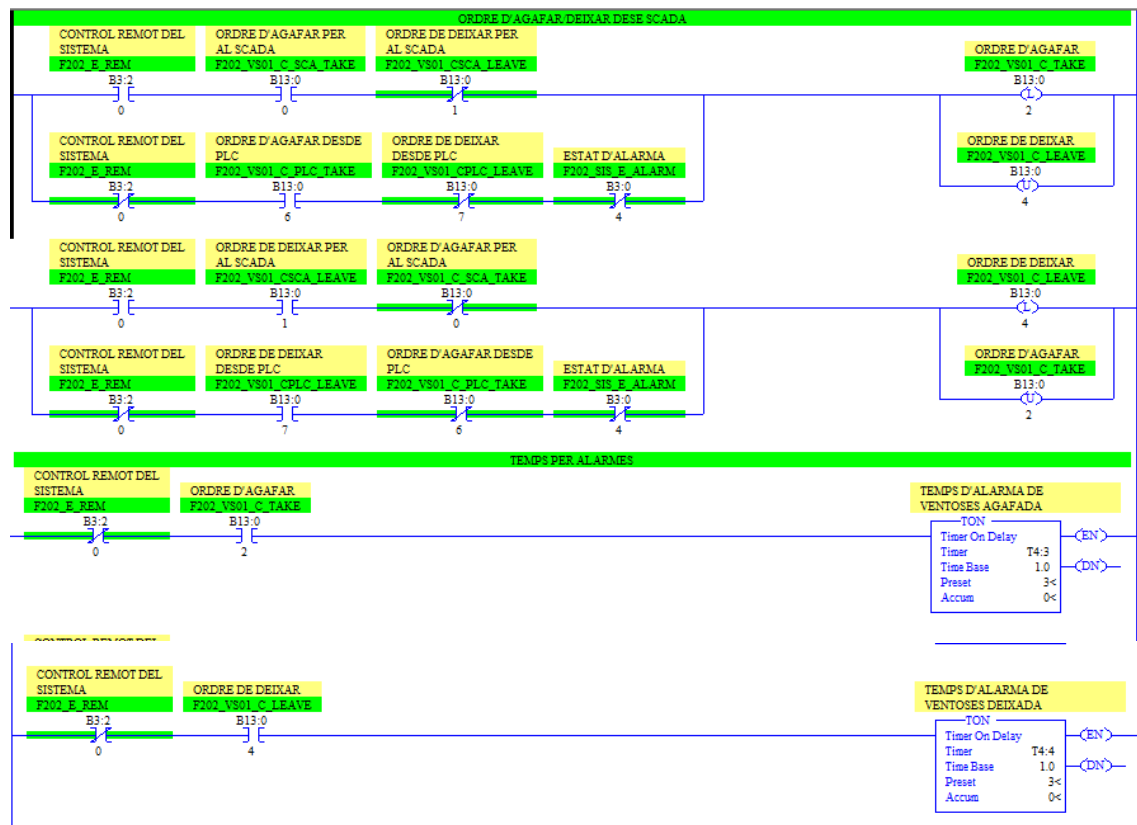 ORDRE D'AGAFAR/DEIXAR DESE SCADA
CONTROL REMOT DEL SISTEMA
F202_E_REM
B3:2
0
ORDRE D'AGAFAR PER AL SCADA
F202_VS01_C_SCA_TAKE
B13:0
0
ORDRE DE DEIXAR PER AL SCADA
F202_VS01_CSCA_LEAVE
B13:0
1
ORDRE D'AGAFAR
F202_VS01_C_TAKE
B13:0
L
2
CONTROL REMOT DEL SISTEMA
F202_E_REM
B3:2
0
ORDRE D'AGAFAR DESDE PLC
F202_VS01_C_PLC_TAKE
B13:0
6
ORDRE DE DEIXAR DESDE PLC
F202_VS01_CPLC_LEAVE
B13:0
7
ESTAT D'ALARMA
F202_SIS_E_ALARM
B3:0
4
ORDRE DE DEIXAR
F202_VS01_C_LEAVE
B13:0
U
4
CONTROL REMOT DEL SISTEMA
F202_E_REM
B3:2
0
ORDRE DE DEIXAR PER AL SCADA
F202_VS01_CSCA_LEAVE
B13:0
1
ORDRE D'AGAFAR PER AL SCADA
F202_VS01_C_SCA_TAKE
B13:0
0
ORDRE DE DEIXAR
F202_VS01_C_LEAVE
B13:0
L
4
CONTROL REMOT DEL SISTEMA
F202_E_REM
B3:2
0
ORDRE DE DEIXAR DESDE PLC
F202_VS01_CPLC_LEAVE
B13:0
7
ORDRE D'AGAFAR DESDE PLC
F202_VS01_C_PLC_TAKE
B13:0
6
ESTAT D'ALARMA
F202_SIS_E_ALARM
B3:0
4
ORDRE D'AGAFAR
F202_VS01_C_TAKE
B13:0
U
2
TEMPS PER ALARMES
CONTROL REMOT DEL SISTEMA
F202_E_REM
B3:2
0
ORDRE D'AGAFAR
F202_VS01_C_TAKE
B13:0
2
TEMPS D'ALARMA DE VENTOSES AGAFADA
TON
Timer On Delay
Timer T4:3
Time Base 1.0
Preset 3<
Accum 0<
EN
DN
CONTROL REMOT DEL SISTEMA
F202_E_REM
B3:2
0
ORDRE DE DEIXAR
F202_VS01_C_LEAVE
B13:0
4
TEMPS D'ALARMA DE VENTOSES DEIXADA
TON
Timer On Delay
Timer T4:4
Time Base 1.0
Preset 3<
Accum 0<
EN
DN